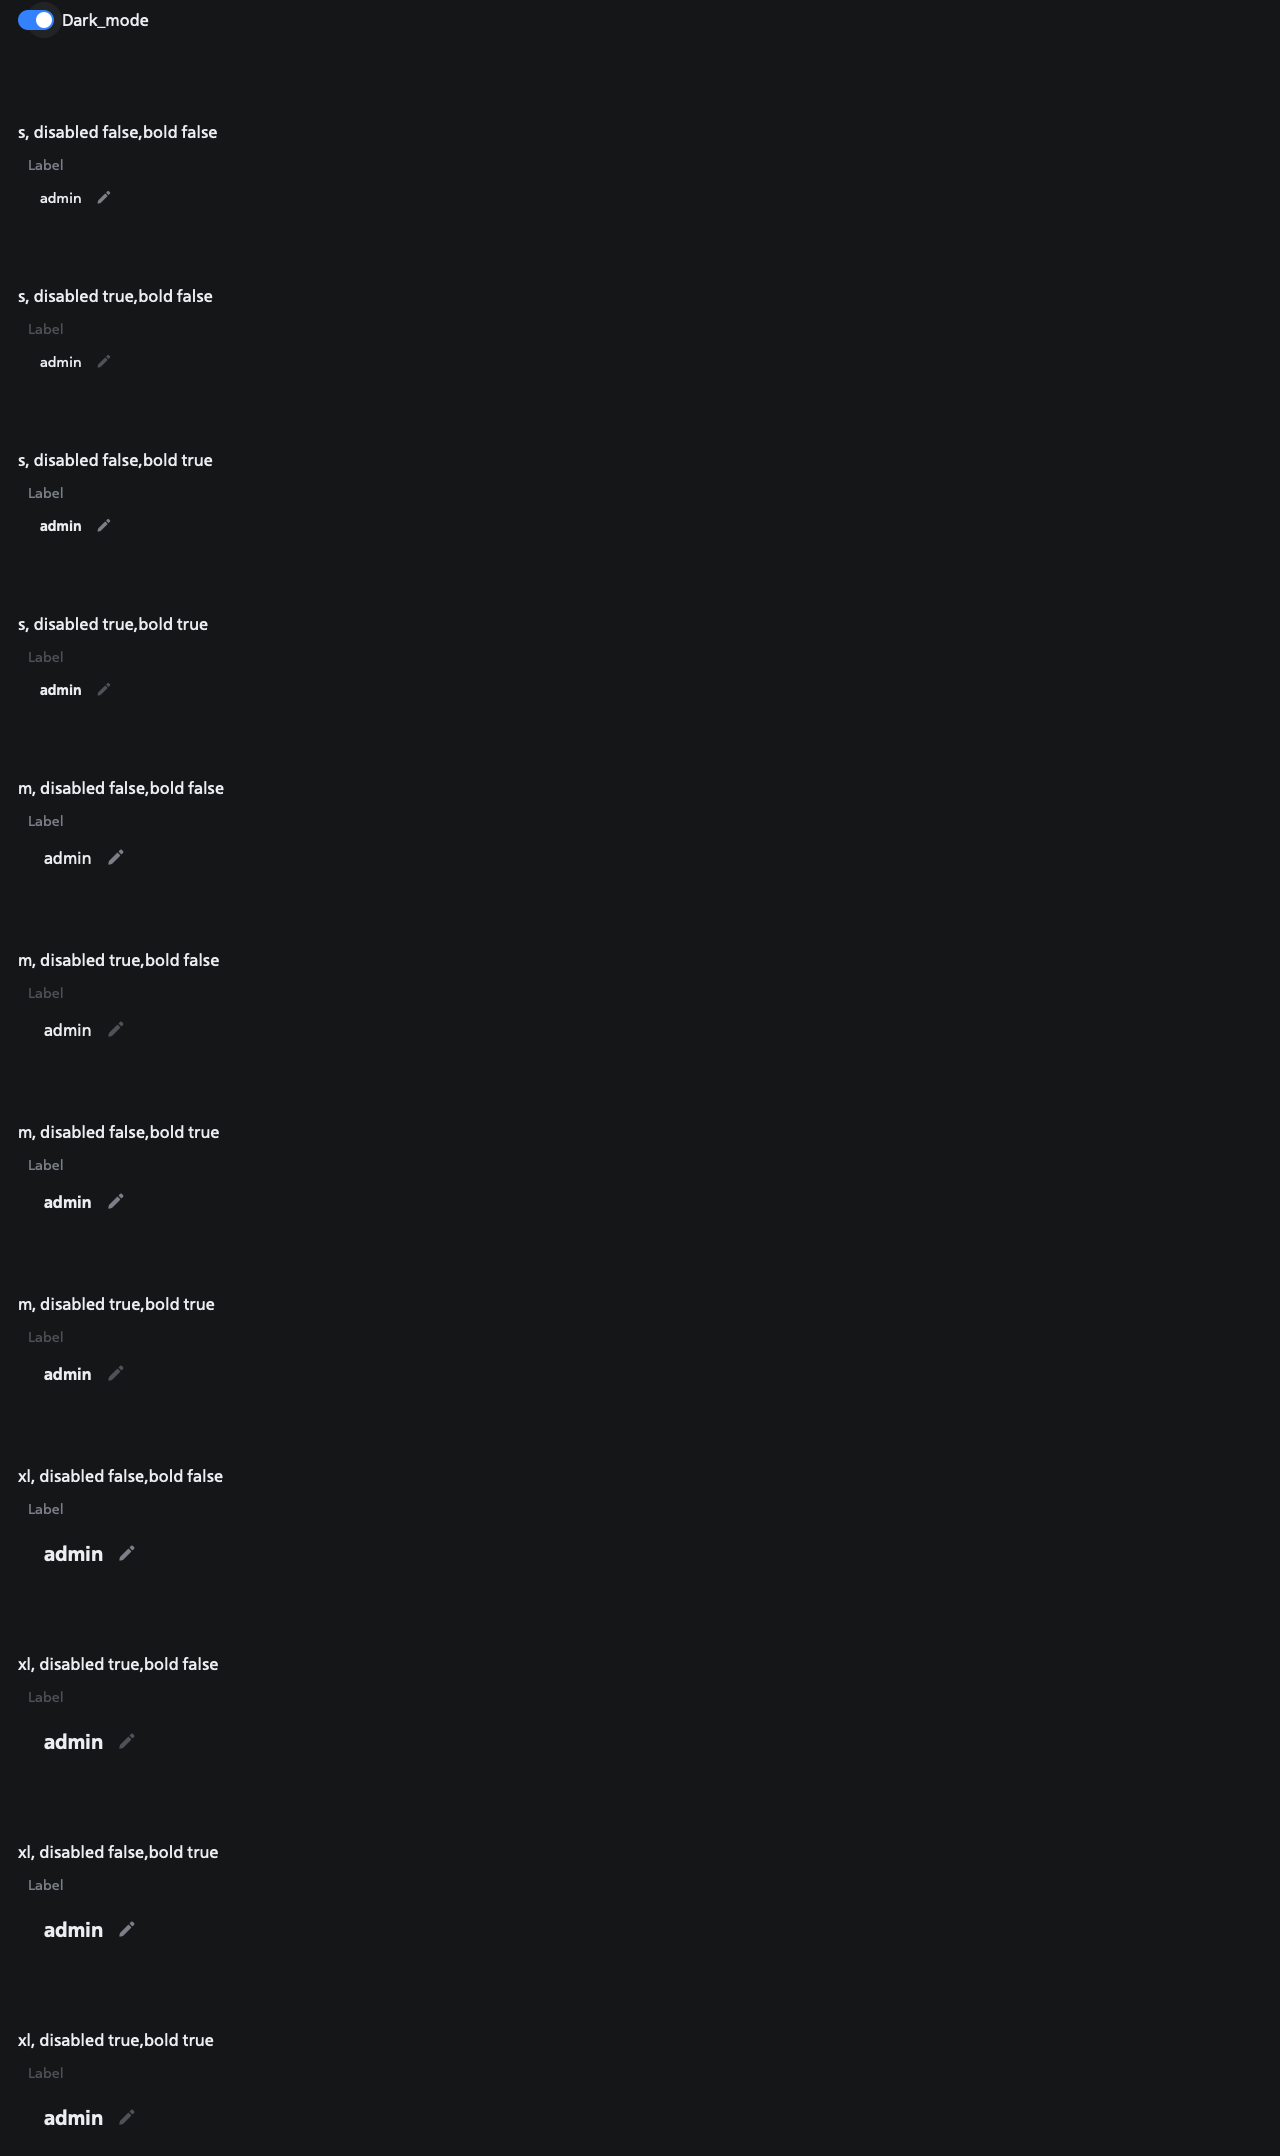 Dark_mode
s, disabled false,bold false
Label
admin
s, disabled true,bold false
Label
admin
s, disabled false,bold true
Label
admin
s, disabled true,bold true
Label
admin
m, disabled false,bold false
Label
admin
m, disabled true,bold false
Label
admin
m, disabled false,bold true
Label
admin
m, disabled true,bold true
Label
admin
xl, disabled false,bold false
Label
admin
xl, disabled true,bold false
Label
admin
xl, disabled false,bold true
Label
admin
xl, disabled true,bold true
Label
admin